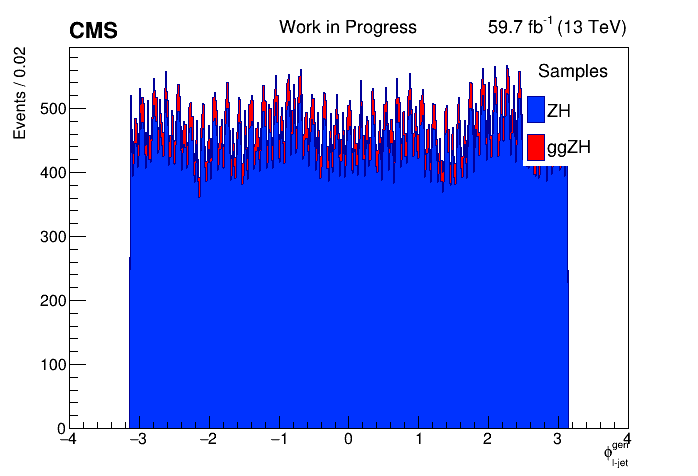 CMS Work in Progress 59.7 fb⁻¹ (13 TeV)
Events / 0.02
Samples
ZH
ggZH
500
400
300
200
100
0
−4 −3 −2 −1 0 1 2 3 4
ϕ^gen_l-jet